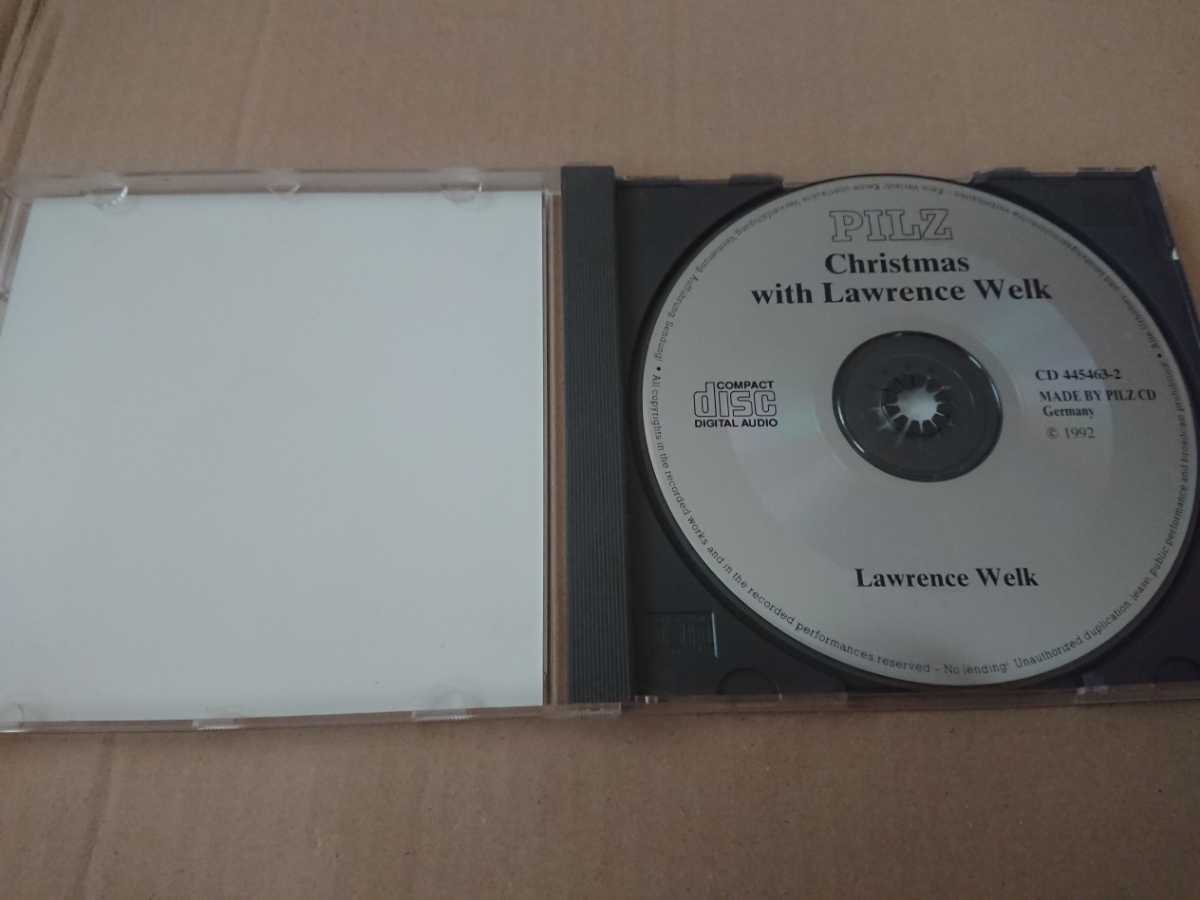 PILZ
Christmas
with Lawrence Welk
COMPACT
disc
DIGITAL AUDIO
CD 445463-2
MADE BY PILZ CD
Germany
© 1992
Lawrence Welk
• All copyrights in the recorded works and in the recorded performances reserved - No lending! Unauthorized duplication, lease, public performance and broadcast prohibited •